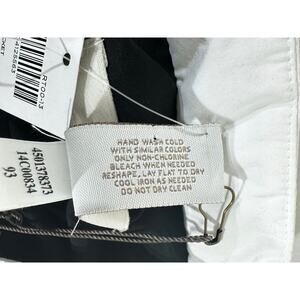 HAND WASH COLD
WITH SIMILAR COLORS
ONLY NON-CHLORINE
BLEACH WHEN NEEDED
RESHAPE, LAY FLAT TO DRY
COOL IRON AS NEEDED
DO NOT DRY CLEAN
4501378373
14C700834
93